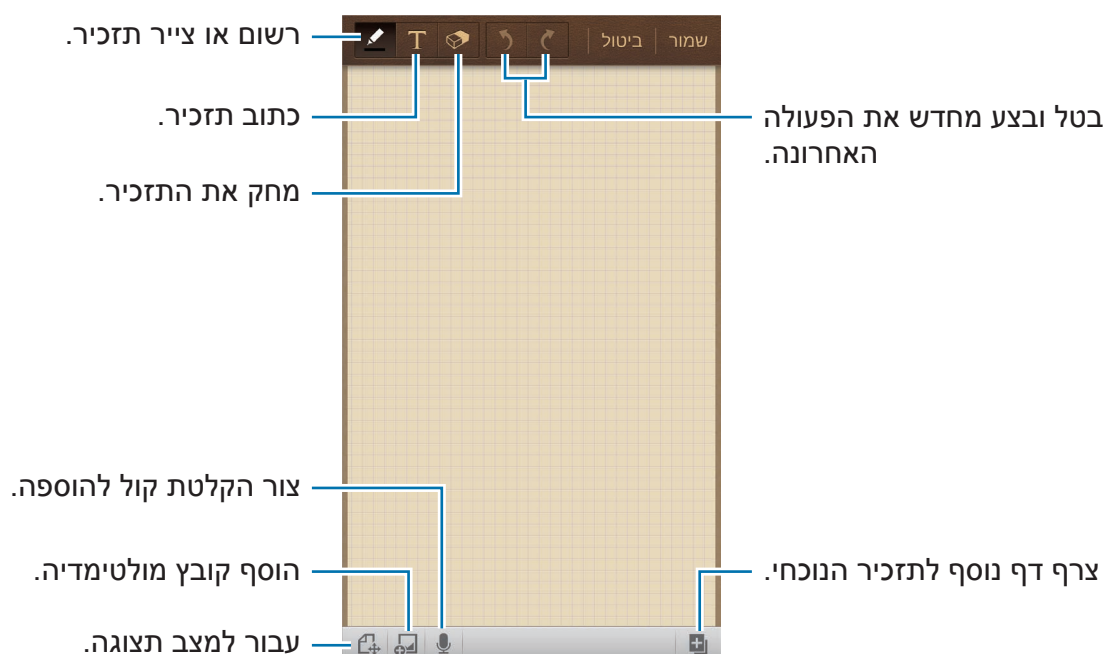 רשום או צייר תזכיר.
T
שמור
ביטול
כתוב תזכיר.
בטל ובצע מחדש את הפעולה
האחרונה.
מחק את התזכיר.
צור הקלטת קול להוספה.
הוסף קובץ מולטימדיה.
צרף דף נוסף לתזכיר הנוכחי.
עבור למצב תצוגה.